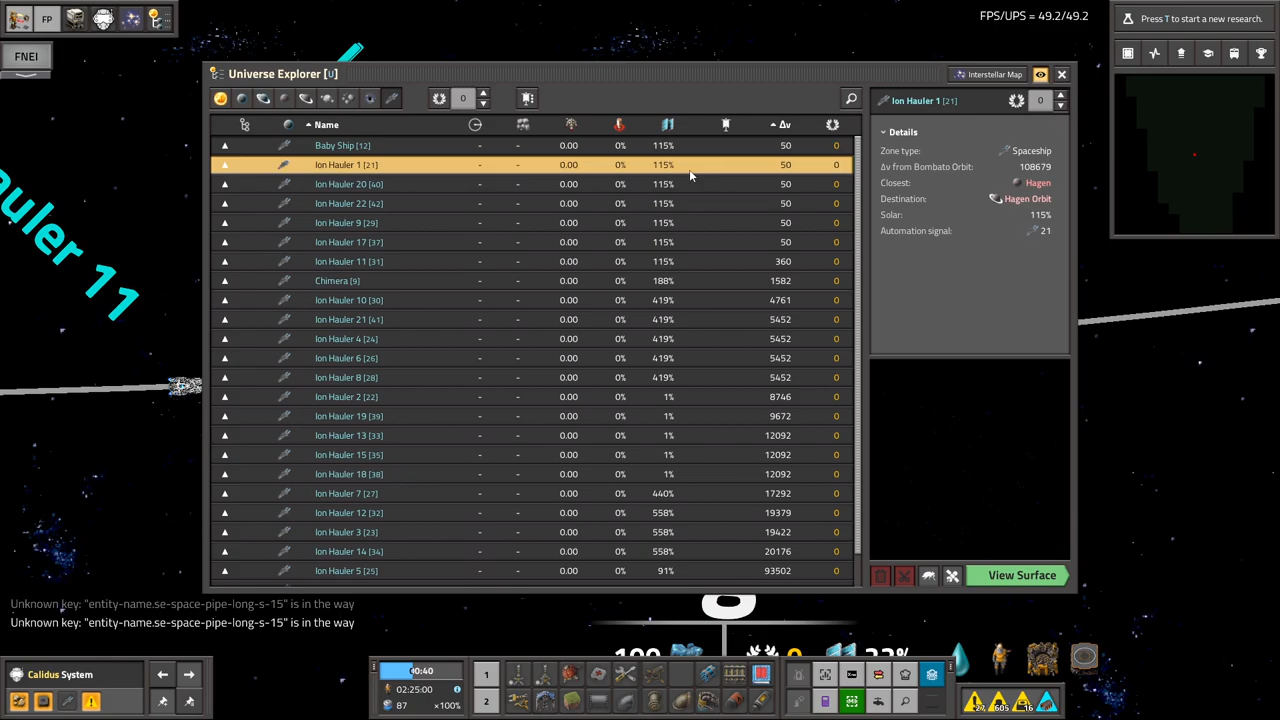 FP
FNEI
FPS/UPS = 49.2/49.2
Press T to start a new research.
Universe Explorer [U]
Interstellar Map
0
Name
Δv
Baby Ship [12] - - 0.00 0% 115% 50 0
Ion Hauler 1 [21] - - 0.00 0% 115% 50 0
Ion Hauler 20 [40] - - 0.00 0% 115% 50 0
Ion Hauler 22 [42] - - 0.00 0% 115% 50 0
Ion Hauler 9 [29] - - 0.00 0% 115% 50 0
Ion Hauler 17 [37] - - 0.00 0% 115% 50 0
Ion Hauler 11 [31] - - 0.00 0% 115% 360 0
Chimera [9] - - 0.00 0% 188% 1582 0
Ion Hauler 10 [30] - - 0.00 0% 419% 4761 0
Ion Hauler 21 [41] - - 0.00 0% 419% 5452 0
Ion Hauler 4 [24] - - 0.00 0% 419% 5452 0
Ion Hauler 6 [26] - - 0.00 0% 419% 5452 0
Ion Hauler 8 [28] - - 0.00 0% 419% 5452 0
Ion Hauler 2 [22] - - 0.00 0% 1% 8746 0
Ion Hauler 19 [39] - - 0.00 0% 1% 9672 0
Ion Hauler 13 [33] - - 0.00 0% 1% 12092 0
Ion Hauler 15 [35] - - 0.00 0% 1% 12092 0
Ion Hauler 18 [38] - - 0.00 0% 1% 12092 0
Ion Hauler 7 [27] - - 0.00 0% 440% 17292 0
Ion Hauler 12 [32] - - 0.00 0% 558% 19379 0
Ion Hauler 3 [23] - - 0.00 0% 558% 19422 0
Ion Hauler 14 [34] - - 0.00 0% 558% 20176 0
Ion Hauler 5 [25] - - 0.00 0% 91% 93502 0
Ion Hauler 1 [21] 0
Details
Zone type: Spaceship
Δv from Bombato Orbit: 108679
Closest: Hagen
Destination: Hagen Orbit
Solar: 115%
Automation signal: 21
View Surface
auler 11
Unknown key: "entity-name.se-space-pipe-long-s-15" is in the way
Unknown key: "entity-name.se-space-pipe-long-s-15" is in the way
Calidus System
00:40
02:25:00
87 ×100%
1
2
605
16